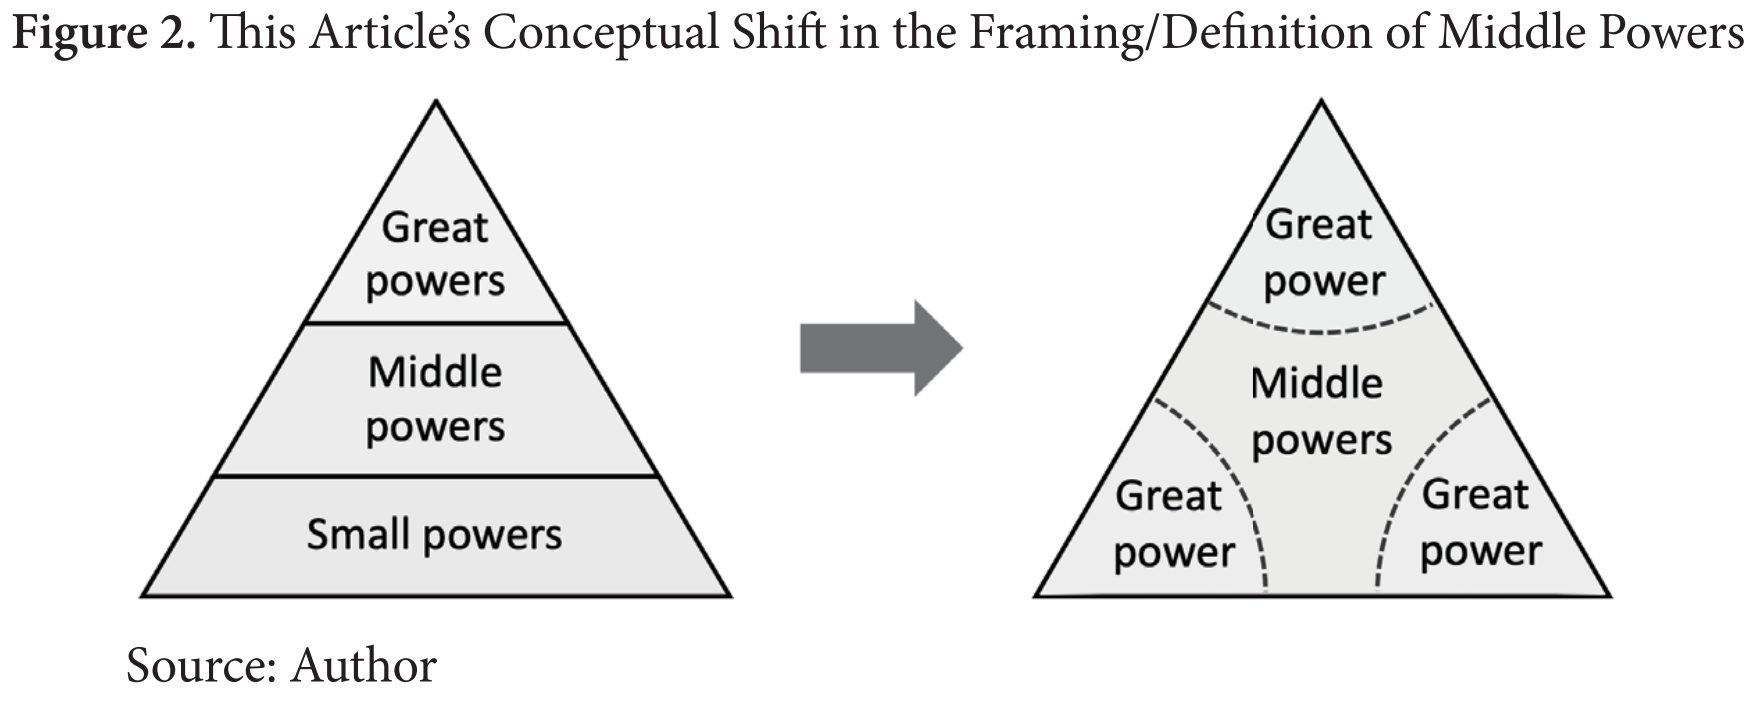 Figure 2. This Article’s Conceptual Shift in the Framing/Definition of Middle Powers
Great
powers
Middle
powers
Small powers
Great
power
Middle
powers
Great
power
Great
power
Source: Author